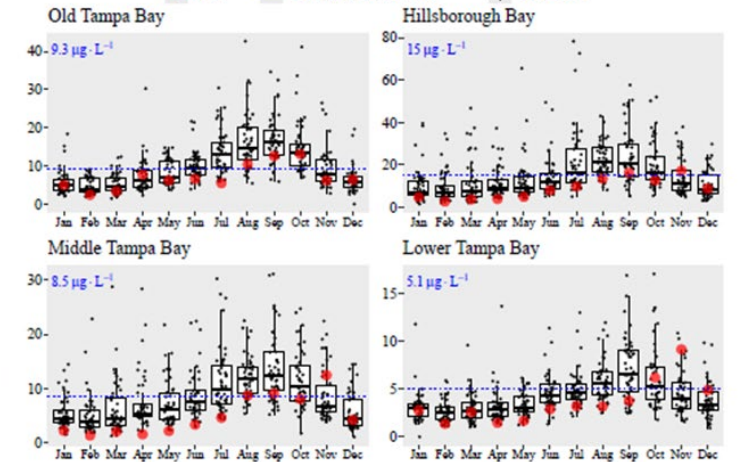 Old Tampa Bay
9.3 µg · L⁻¹
40
30
20
10
0
Jan Feb Mar Apr May Jun Jul Aug Sep Oct Nov Dec
Hillsborough Bay
15 µg · L⁻¹
80
60
40
20
0
Jan Feb Mar Apr May Jun Jul Aug Sep Oct Nov Dec
Middle Tampa Bay
8.5 µg · L⁻¹
30
20
10
0
Jan Feb Mar Apr May Jun Jul Aug Sep Oct Nov Dec
Lower Tampa Bay
5.1 µg · L⁻¹
15
10
5
0
Jan Feb Mar Apr May Jun Jul Aug Sep Oct Nov Dec